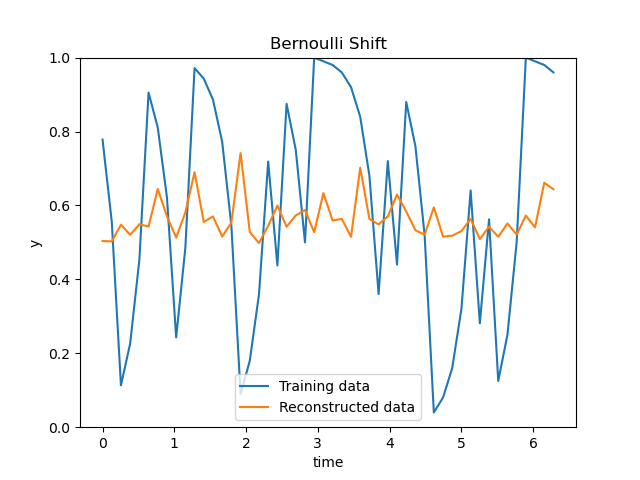 Bernoulli Shift
1.0
0.8
0.6
0.4
0.2
0.0
y
0 1 2 3 4 5 6
time
Training data
Reconstructed data